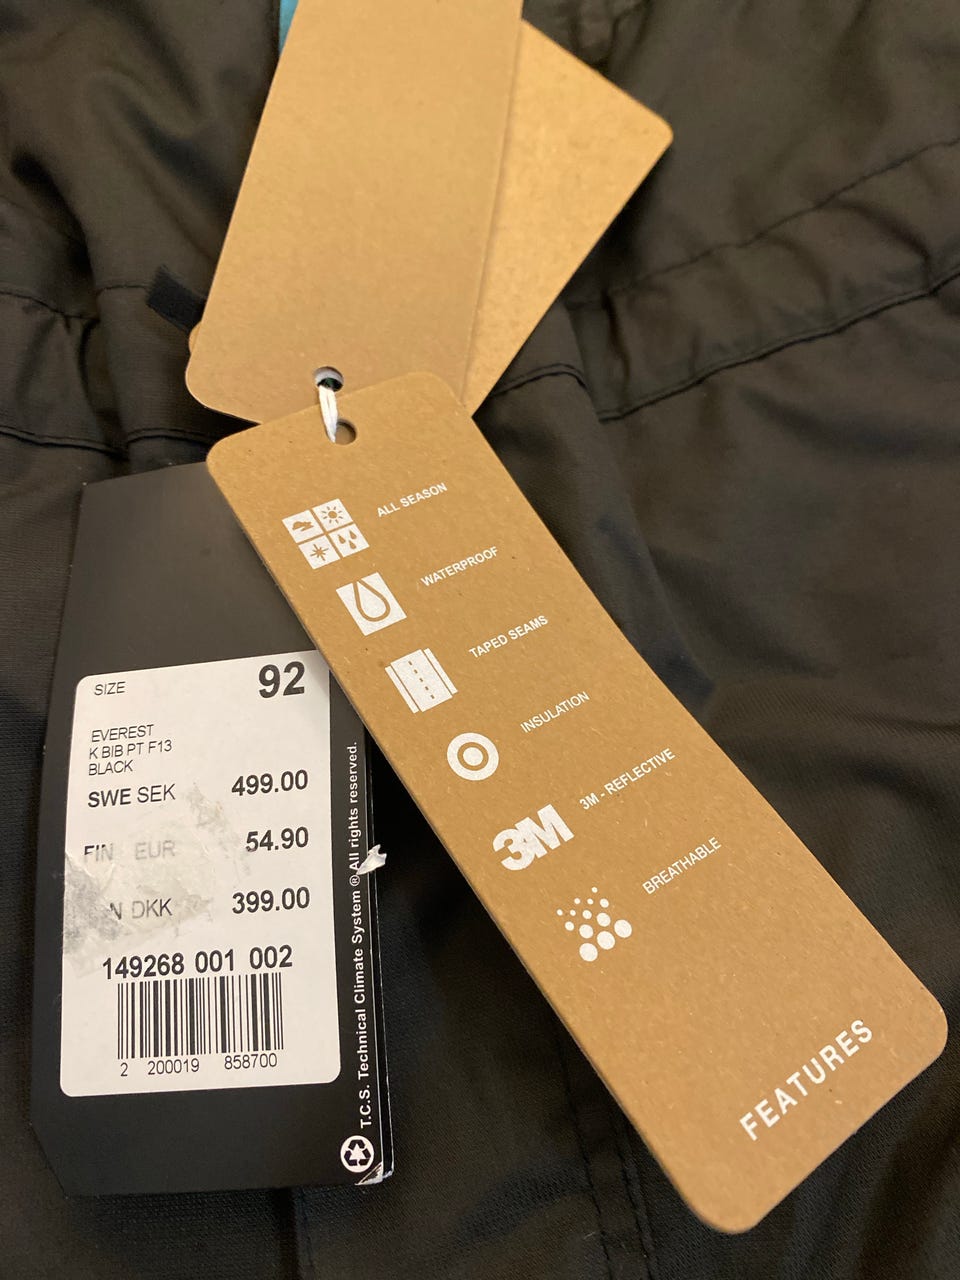 SIZE 92
EVEREST
K BIB PT F13
BLACK
SWE SEK 499.00
FIN EUR 54.90
DKK 399.00
149268 001 002
2 200019 858700
T.C.S. Technical Climate System ® All rights reserved.
ALL SEASON
WATERPROOF
TAPED SEAMS
INSULATION
3M 3M - REFLECTIVE
BREATHABLE
FEATURES